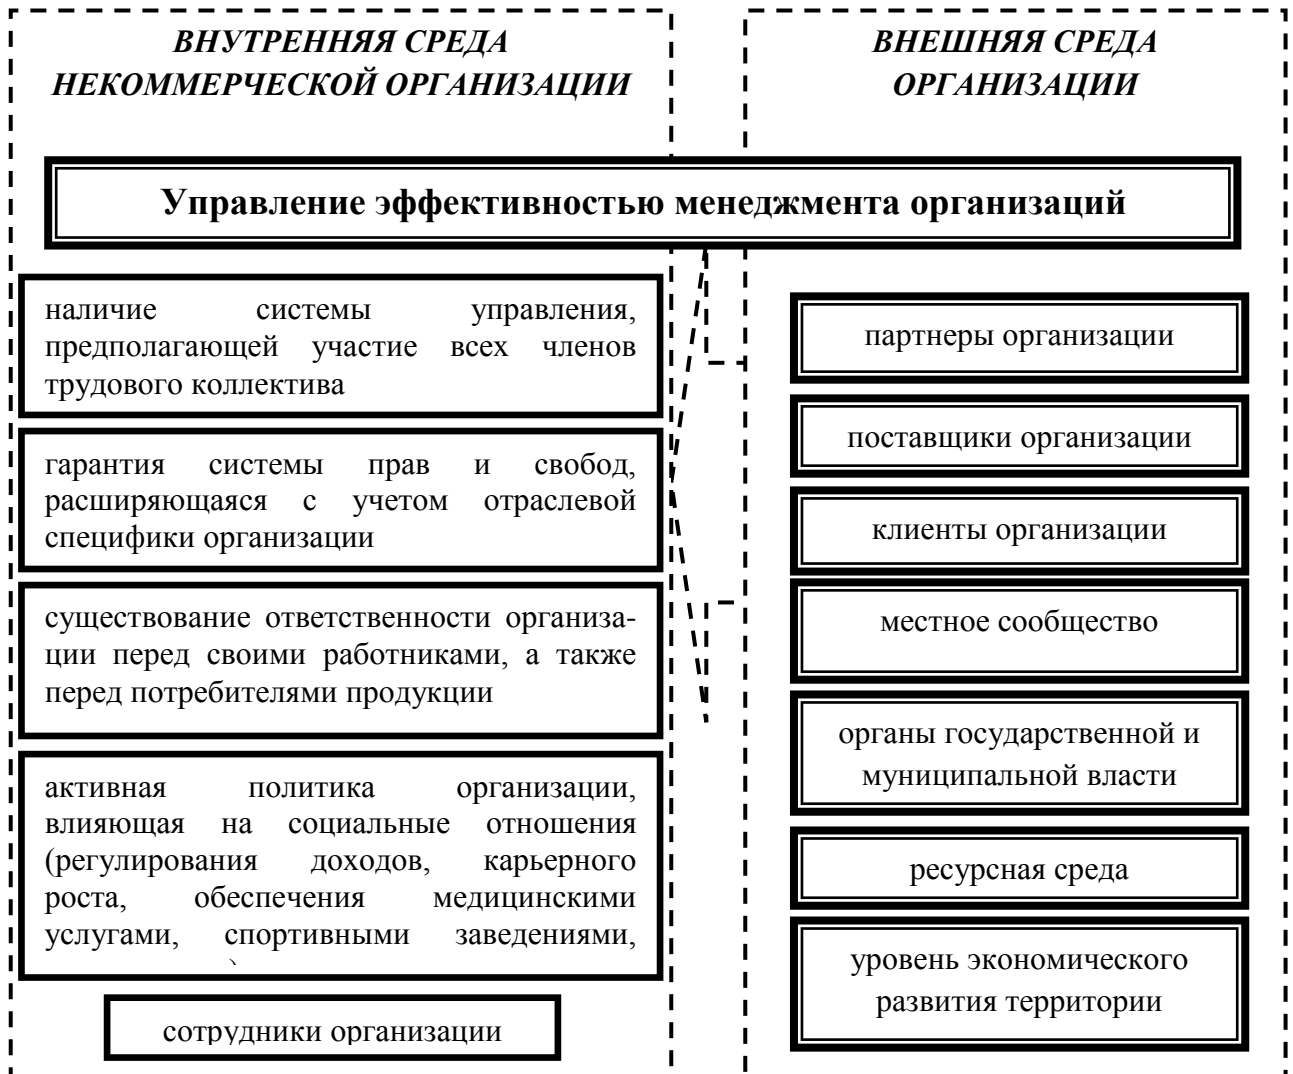 ВНУТРЕННЯЯ СРЕДА
НЕКОММЕРЧЕСКОЙ ОРГАНИЗАЦИИ
ВНЕШНЯЯ СРЕДА
ОРГАНИЗАЦИИ
Управление эффективностью менеджмента организаций
наличие системы управления,
предполагающей участие всех членов
трудового коллектива
гарантия системы прав и свобод,
расширяющаяся с учетом отраслевой
специфики организации
существование ответственности организа-
ции перед своими работниками, а также
перед потребителями продукции
активная политика организации,
влияющая на социальные отношения
(регулирования доходов, карьерного
роста, обеспечения медицинскими
услугами, спортивными заведениями,
сотрудники организации
партнеры организации
поставщики организации
клиенты организации
местное сообщество
органы государственной и
муниципальной власти
ресурсная среда
уровень экономического
развития территории